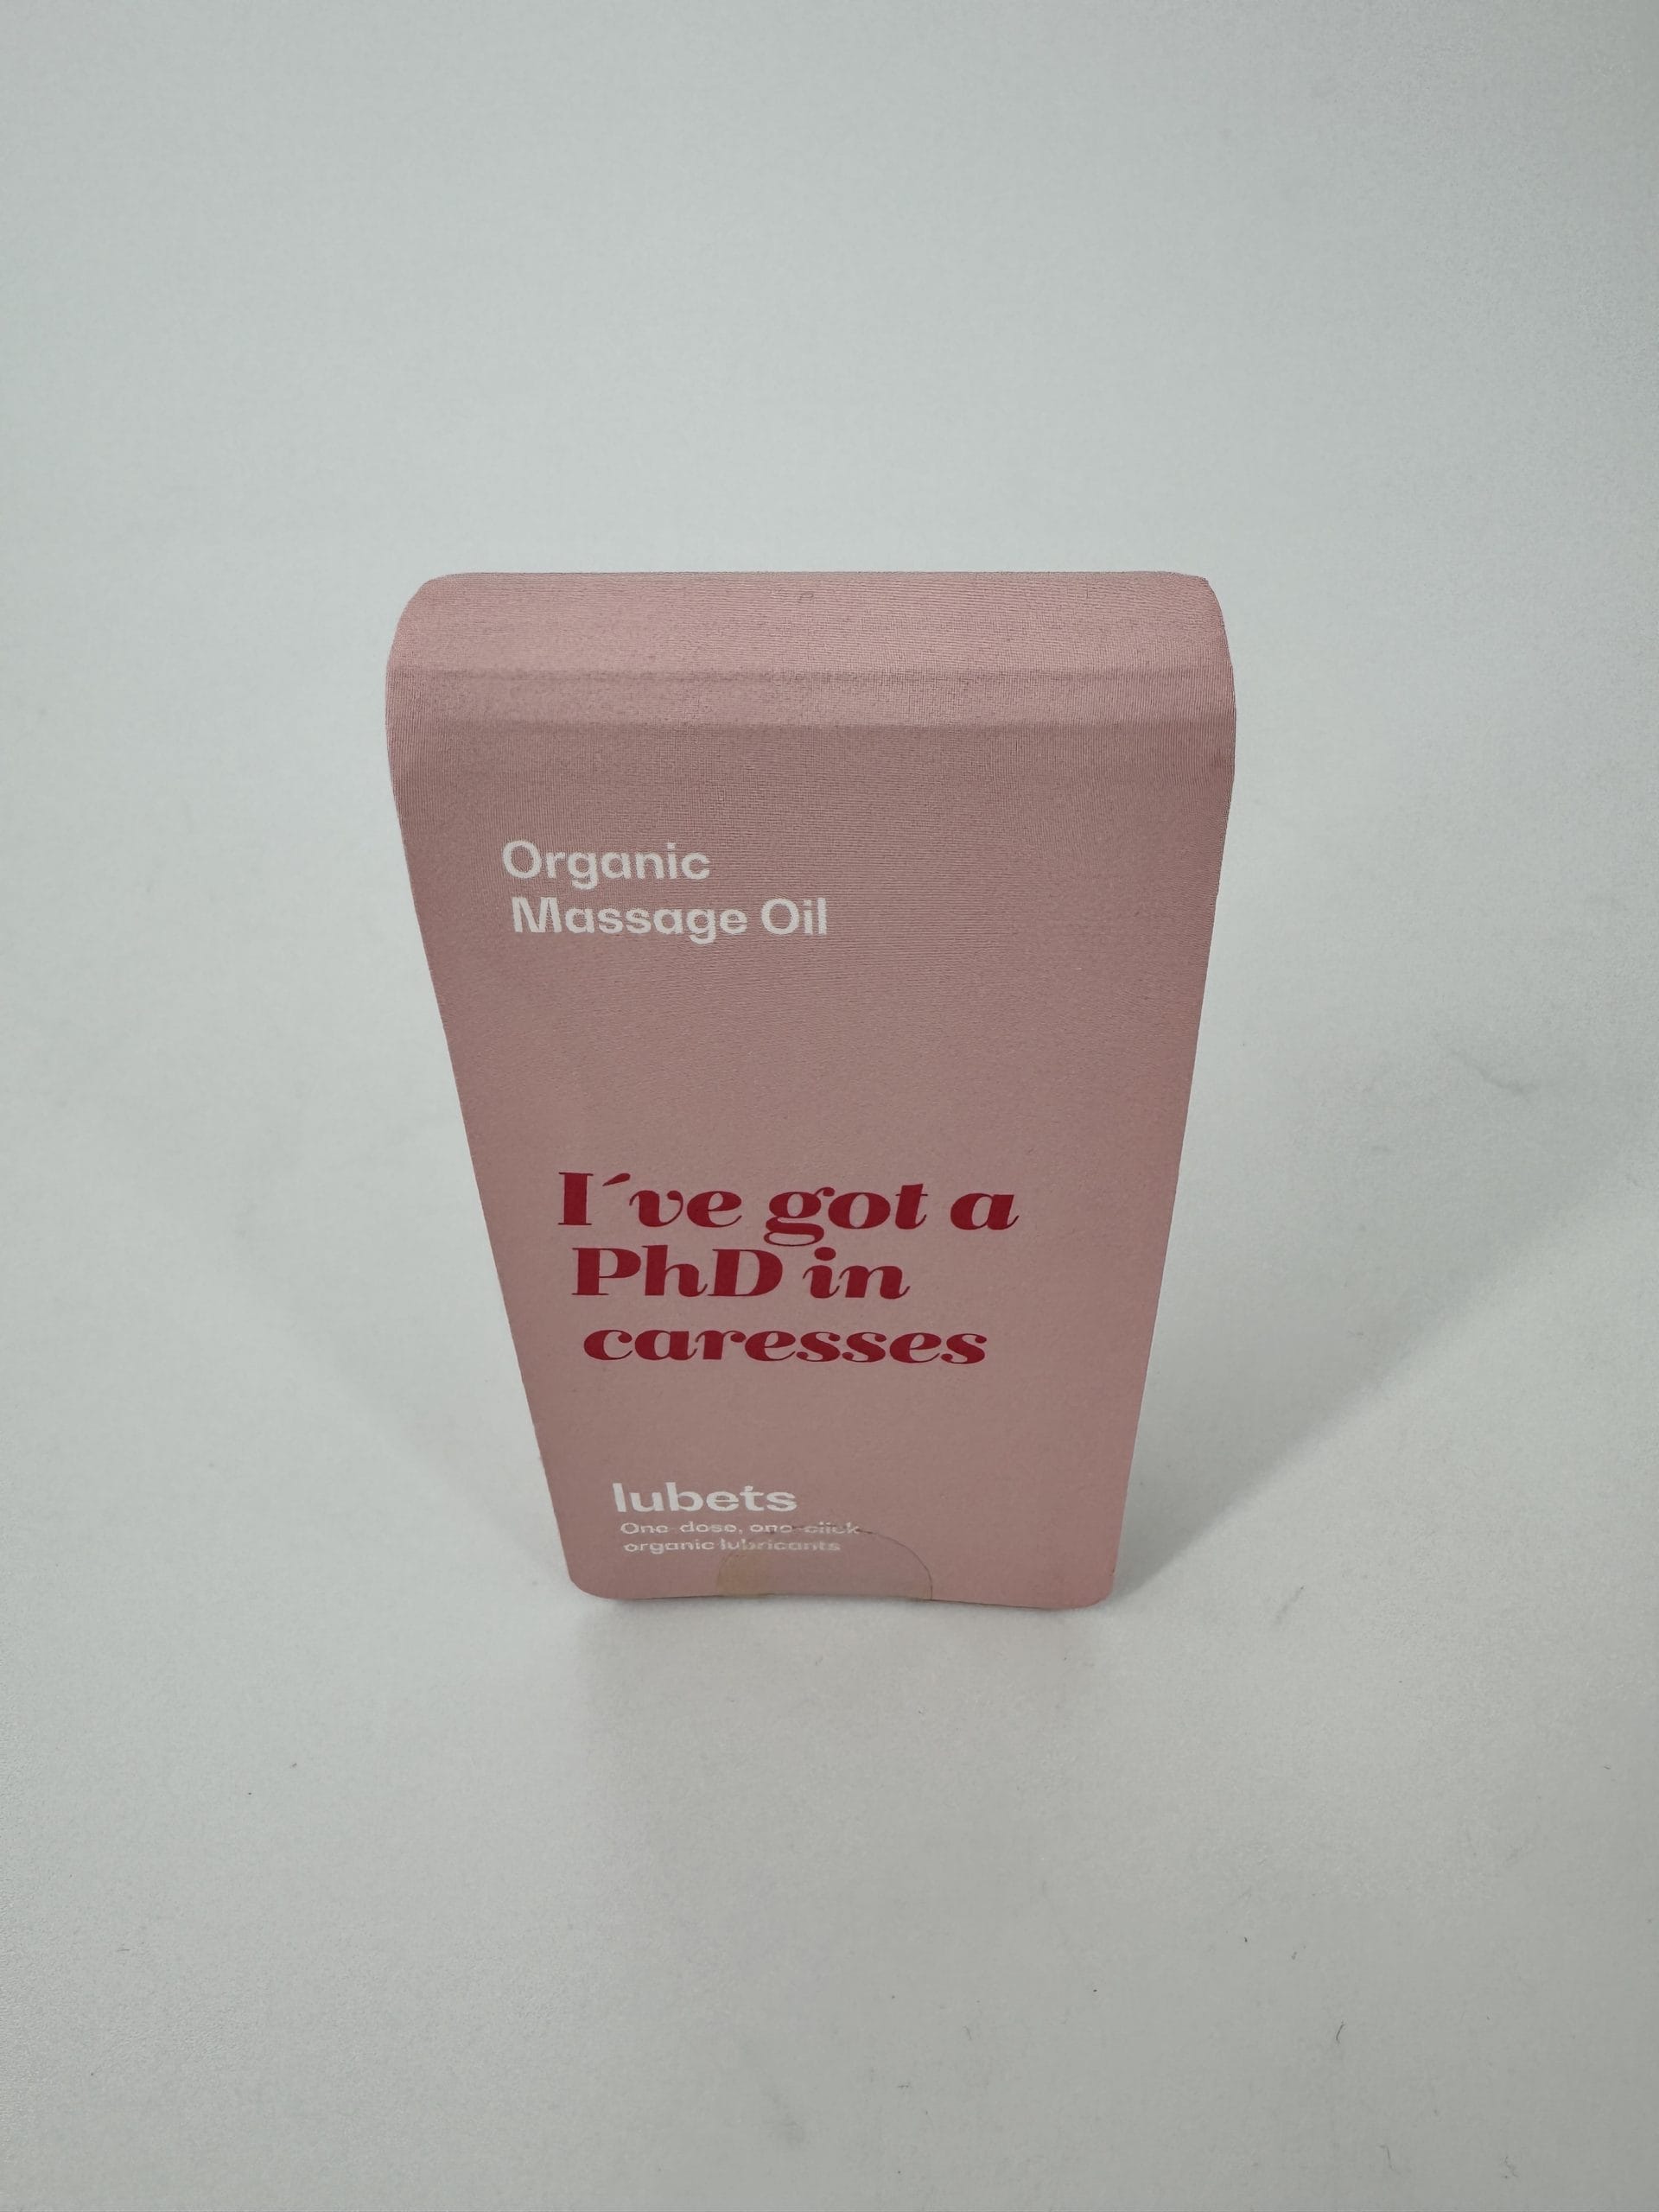 Organic
Massage Oil
I´ve got a
PhD in
caresses
lubets
One-dose, one-click
organic lubricants